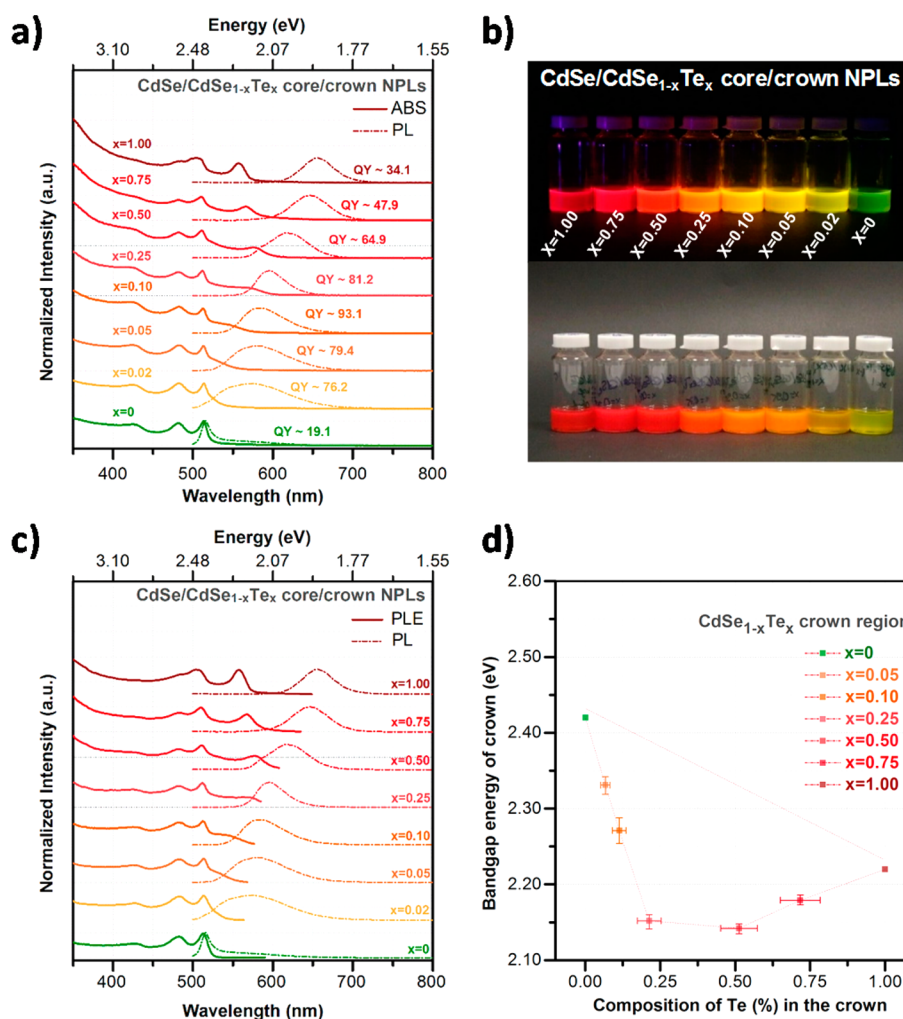 a)
Energy (eV)
3.10 2.48 2.07 1.77 1.55
CdSe/CdSe1-xTex core/crown NPLs
ABS
PL
x=1.00
QY ~ 34.1
x=0.75
QY ~ 47.9
x=0.50
QY ~ 64.9
x=0.25
QY ~ 81.2
x=0.10
QY ~ 93.1
x=0.05
QY ~ 79.4
x=0.02
QY ~ 76.2
x=0
QY ~ 19.1
Normalized Intensity (a.u.)
400 500 600 700 800
Wavelength (nm)
b)
CdSe/CdSe1-xTex core/crown NPLs
X=1.00 X=0.75 X=0.50 X=0.25 X=0.10 X=0.05 X=0.02 X=0
c)
Energy (eV)
3.10 2.48 2.07 1.77 1.55
CdSe/CdSe1-xTex core/crown NPLs
PLE
PL
x=1.00
x=0.75
x=0.50
x=0.25
x=0.10
x=0.05
x=0.02
x=0
Normalized Intensity (a.u.)
400 500 600 700 800
Wavelength (nm)
d)
2.60
2.50
2.40
2.30
2.20
2.10
Bandgap energy of crown (eV)
CdSe1-xTex crown region
x=0
x=0.05
x=0.10
x=0.25
x=0.50
x=0.75
x=1.00
0.00 0.25 0.50 0.75 1.00
Composition of Te (%) in the crown